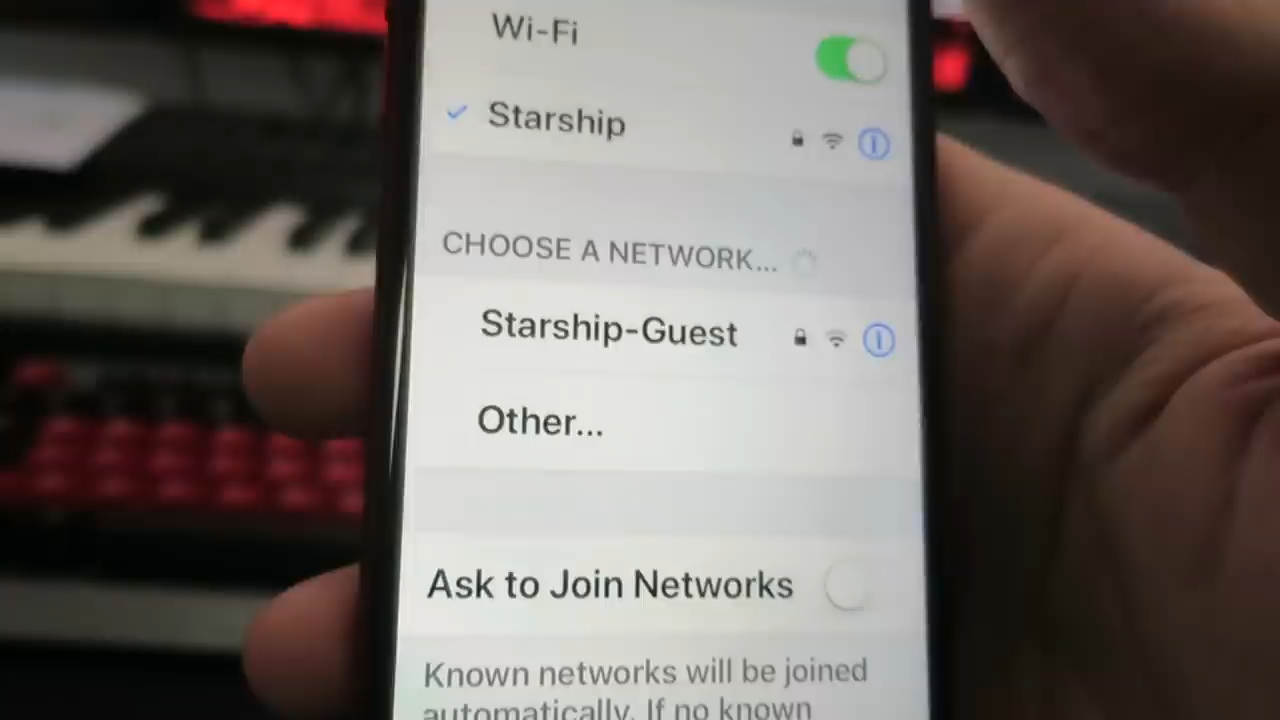 Wi-Fi
Starship
CHOOSE A NETWORK...
Starship-Guest
Other...
Ask to Join Networks
Known networks will be joined
automatically. If no known